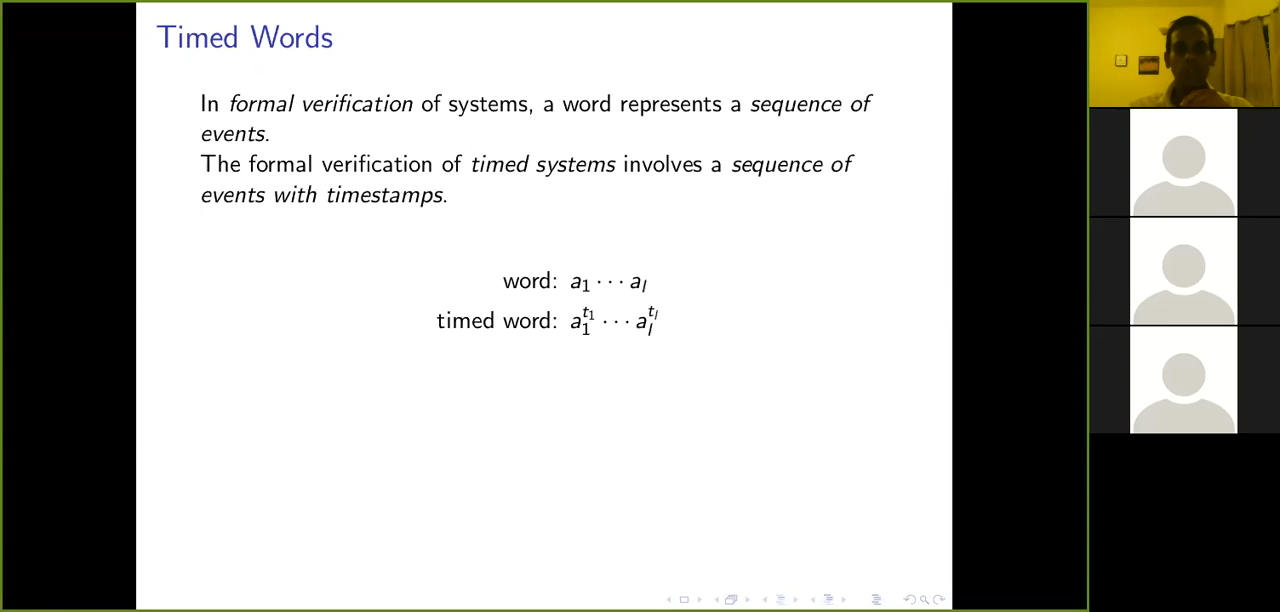 Timed Words
In formal verification of systems, a word represents a sequence of
events.
The formal verification of timed systems involves a sequence of
events with timestamps.
word: a₁ ⋯ aₗ
timed word: a₁^{t₁} ⋯ aₗ^{tₗ}